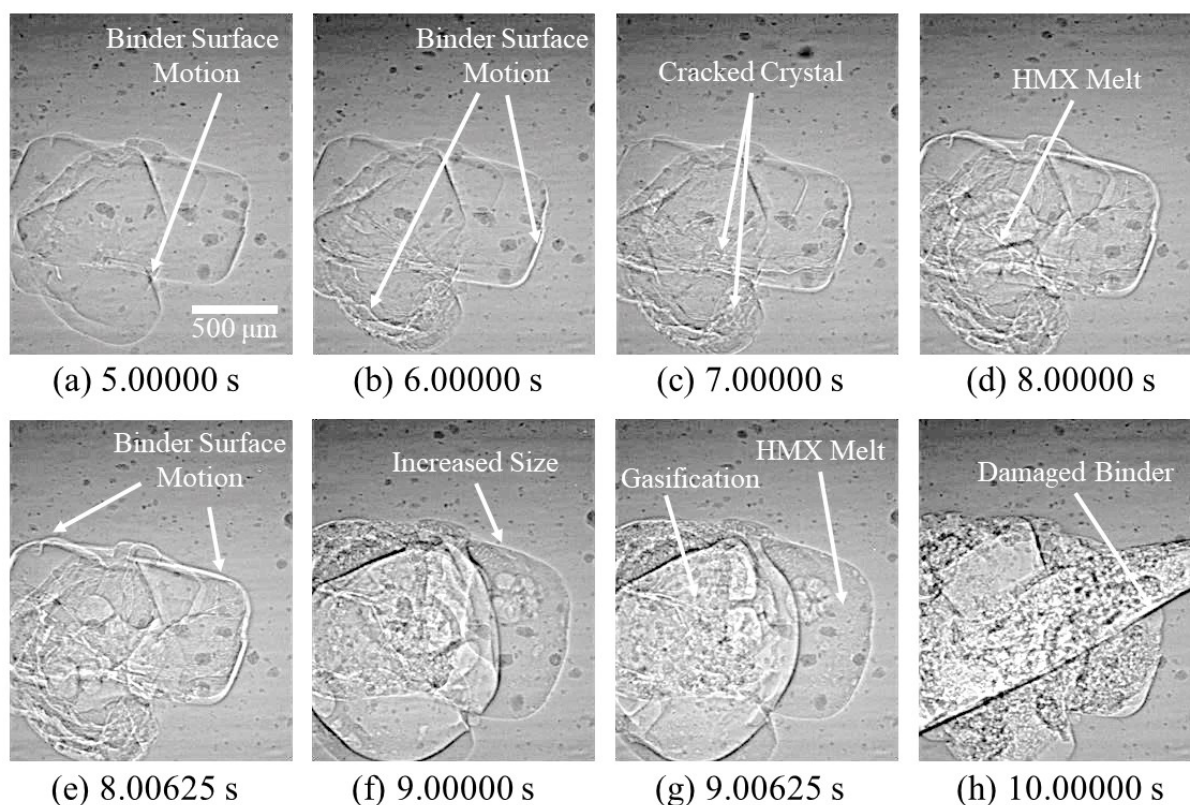 Binder Surface
Motion
500 μm
(a) 5.00000 s
Binder Surface
Motion
(b) 6.00000 s
Cracked Crystal
(c) 7.00000 s
HMX Melt
(d) 8.00000 s
Binder Surface
Motion
(e) 8.00625 s
Increased Size
(f) 9.00000 s
HMX Melt
Gasification
(g) 9.00625 s
Damaged Binder
(h) 10.00000 s